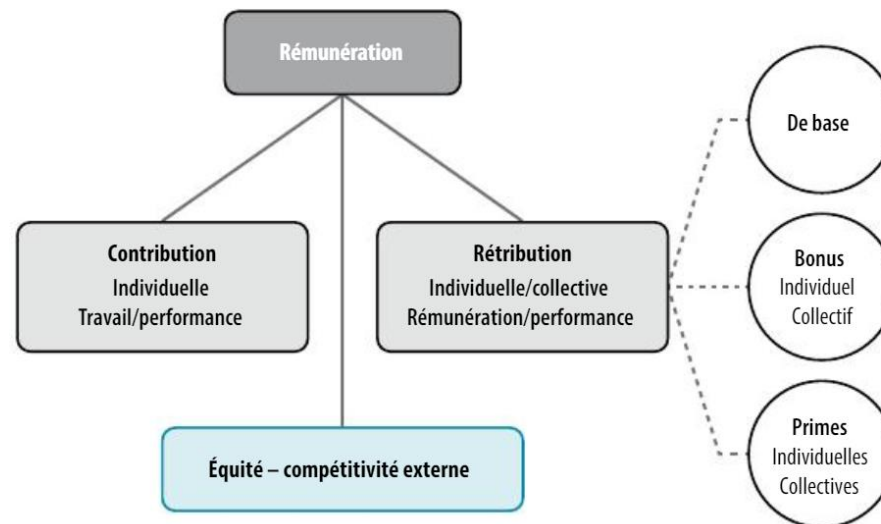 Rémunération
Contribution
Individuelle
Travail/performance
Rétribution
Individuelle/collective
Rémunération/performance
Équité – compétitivité externe
De base
Bonus
Individuel
Collectif
Primes
Individuelles
Collectives